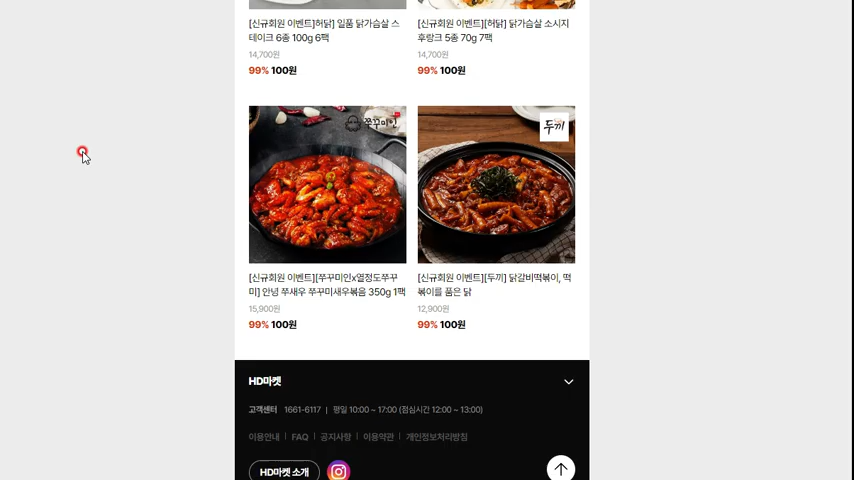 [신규회원 이벤트]허닭] 일품 닭가슴살 스
테이크 6종 100g 6팩
14,700원
99% 100원
[신규회원 이벤트][허닭] 닭가슴살 소시지
후랑크 5종 70g 7팩
14,700원
99% 100원
쭈꾸미인
두끼
[신규회원 이벤트][쭈꾸미인x열정도쭈꾸
미] 안녕 쭈새우 쭈꾸미새우볶음 350g 1팩
15,900원
99% 100원
[신규회원 이벤트][두끼] 닭갈비떡볶이, 떡
볶이를 품은 닭
12,900원
99% 100원
HD마켓
고객센터 1661-6117 | 평일 10:00 ~ 17:00 (점심시간 12:00 ~ 13:00)
이용안내 | FAQ | 공지사항 | 이용약관 | 개인정보처리방침
HD마켓 소개